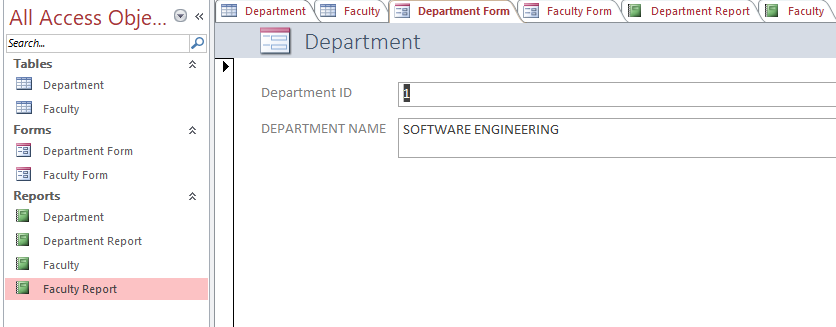 All Access Obje...
Search...
Tables
Department
Faculty
Forms
Department Form
Faculty Form
Reports
Department
Department Report
Faculty
Faculty Report
Department
Faculty
Department Form
Faculty Form
Department Report
Faculty
Department
Department ID
1
DEPARTMENT NAME
SOFTWARE ENGINEERING